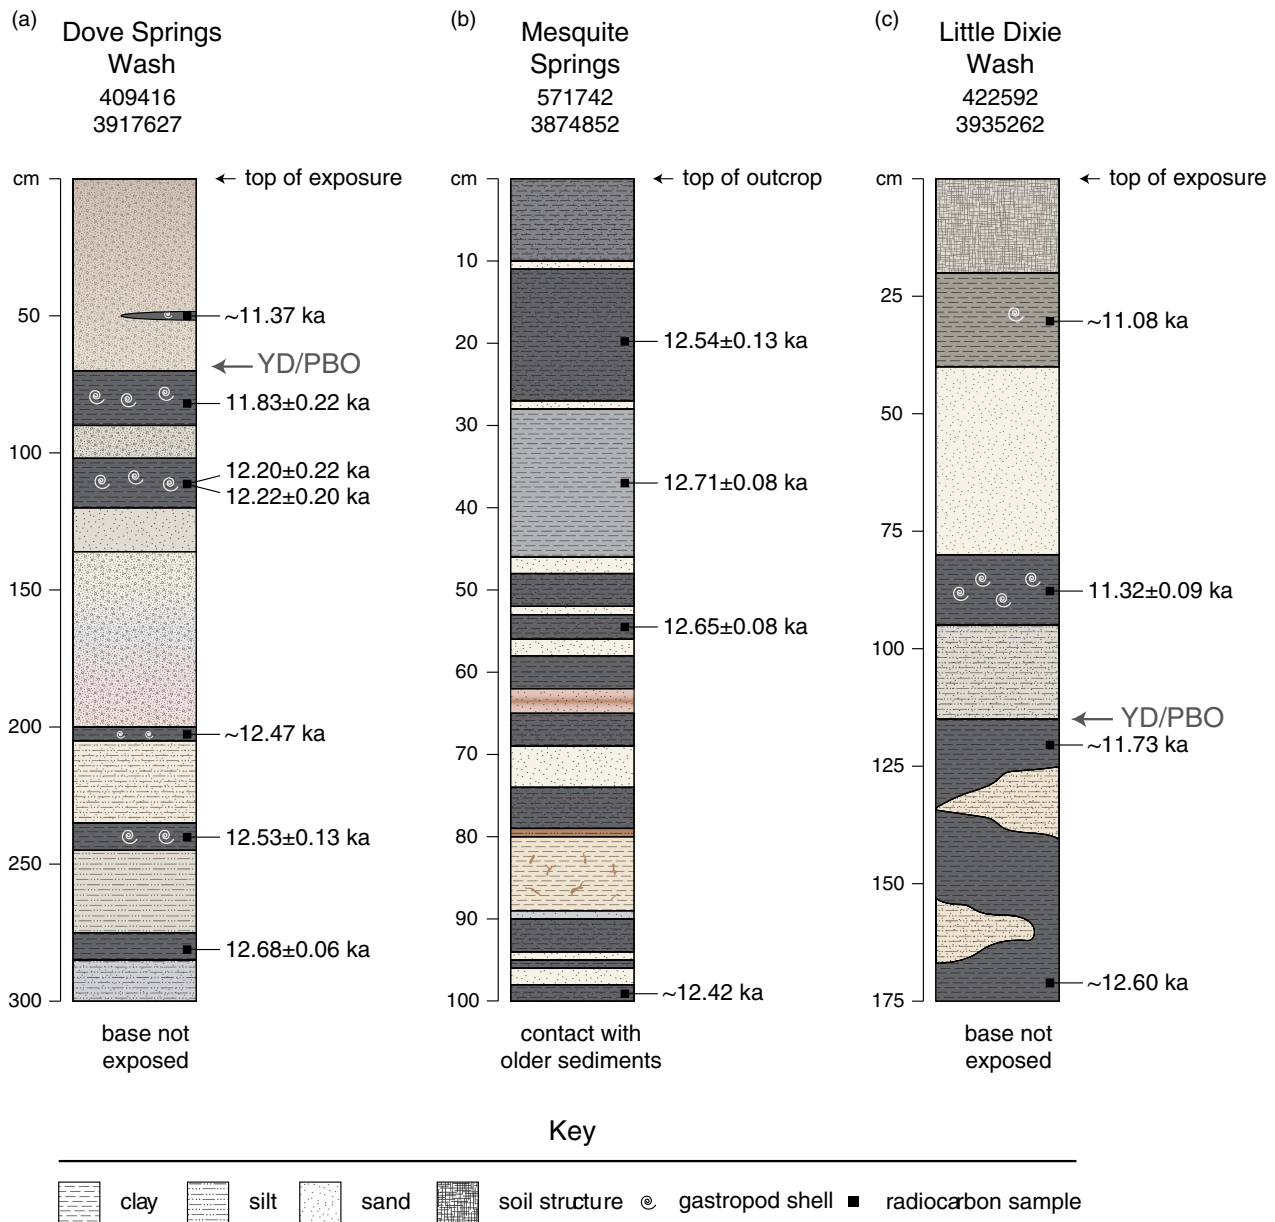 (a)
Dove Springs
Wash
409416
3917627
cm
← top of exposure
50
~11.37 ka
YD/PBO
11.83±0.22 ka
100
12.20±0.22 ka
12.22±0.20 ka
150
200
~12.47 ka
12.53±0.13 ka
250
12.68±0.06 ka
300
base not
exposed
(b)
Mesquite
Springs
571742
3874852
cm
← top of outcrop
10
20
12.54±0.13 ka
30
12.71±0.08 ka
40
50
12.65±0.08 ka
60
70
80
90
100
~12.42 ka
contact with
older sediments
(c)
Little Dixie
Wash
422592
3935262
cm
← top of exposure
25
~11.08 ka
50
75
11.32±0.09 ka
100
YD/PBO
~11.73 ka
125
150
~12.60 ka
175
base not
exposed
Key
clay
silt
sand
soil structure
gastropod shell
radiocarbon sample